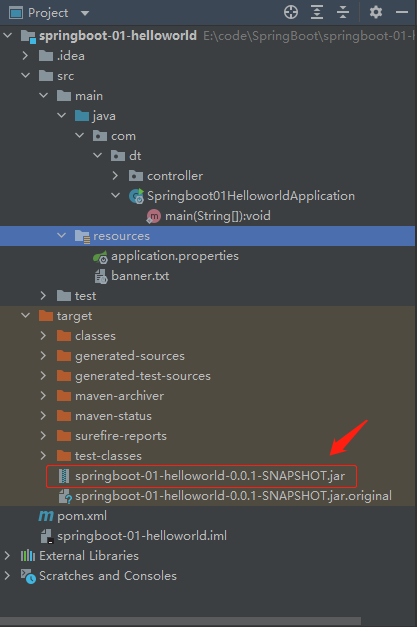 Project
springboot-01-helloworld E:\code\SpringBoot\springboot-01-h
.idea
src
main
java
com
dt
controller
Springboot01HelloworldApplication
main(String[]):void
resources
application.properties
banner.txt
test
target
classes
generated-sources
generated-test-sources
maven-archiver
maven-status
surefire-reports
test-classes
springboot-01-helloworld-0.0.1-SNAPSHOT.jar
springboot-01-helloworld-0.0.1-SNAPSHOT.jar.original
pom.xml
springboot-01-helloworld.iml
External Libraries
Scratches and Consoles